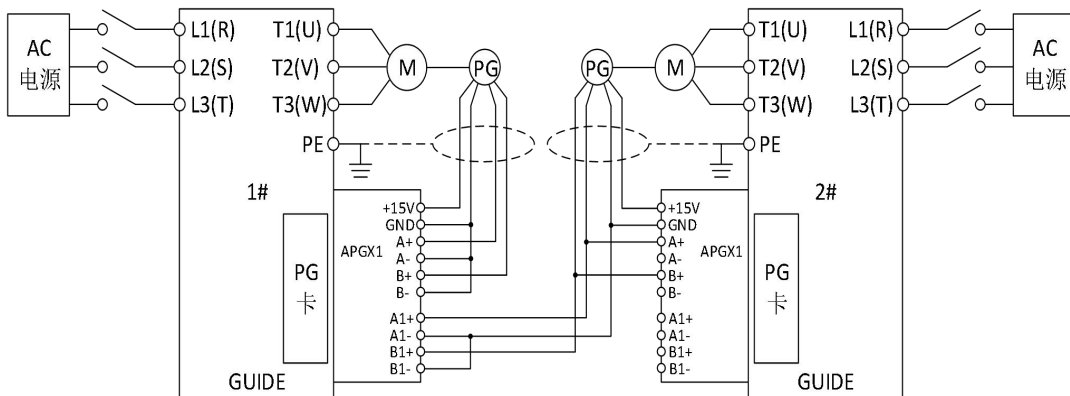 AC
电源
L1(R)
L2(S)
L3(T)
T1(U)
T2(V)
T3(W)
PE
M
PG
1#
PG
卡
APGX1
+15V
GND
A+
A-
B+
B-
A1+
A1-
B1+
B1-
GUIDE
PG
M
T1(U)
T2(V)
T3(W)
PE
L1(R)
L2(S)
L3(T)
AC
电源
2#
+15V
GND
A+
A-
B+
B-
A1+
A1-
B1+
B1-
APGX1
PG
卡
GUIDE